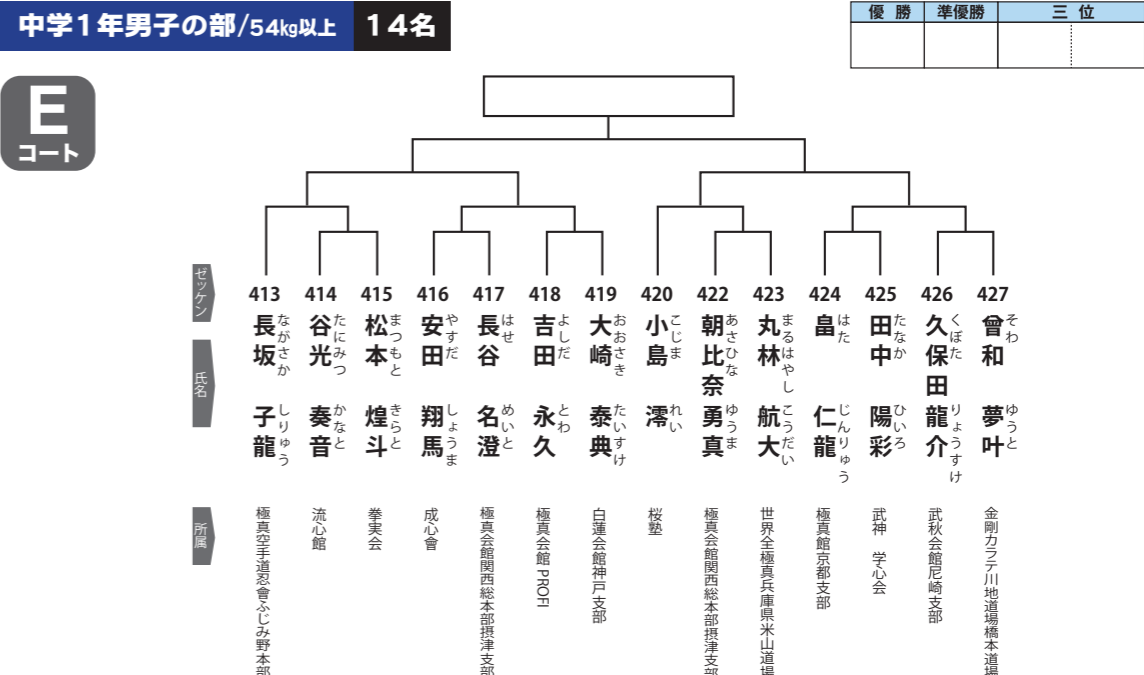 中学1年男子の部/54kg以上 14名
優 勝 準優勝 三 位
E
コート
ゼッケン
413 414 415 416 417 418 419 420 422 423 424 425 426 427
氏名
長坂 子龍 ながさか しりゅう
谷光 奏音 たにみつ かなと
松本 煌斗 まつもと きらと
安田 翔馬 やすだ しょうま
長谷 名澄 はせ めいと
吉田 永久 よしだ とわ
大崎 泰典 おおさき たいすけ
小島 澪 こじま れい
朝比奈 勇真 あさひな ゆうま
丸林 航大 まるはやし こうだい
畠 仁龍 はた じんりゅう
田中 陽彩 たなか ひいろ
久保田 龍介 くぼた りょうすけ
曾和 夢叶 そわ ゆうと
所属
極真空手道忍會ふじみ野本部
流心館
拳実会
成心會
極真会館関西総本部摂津支部
極真会館 PROFI
白蓮会館神戸支部
桜塾
極真会館関西総本部摂津支部
世界全極真兵庫県米山道場
極真館京都支部
武神 学心会
武秋会館尼崎支部
金剛カラテ川地道場橋本道場